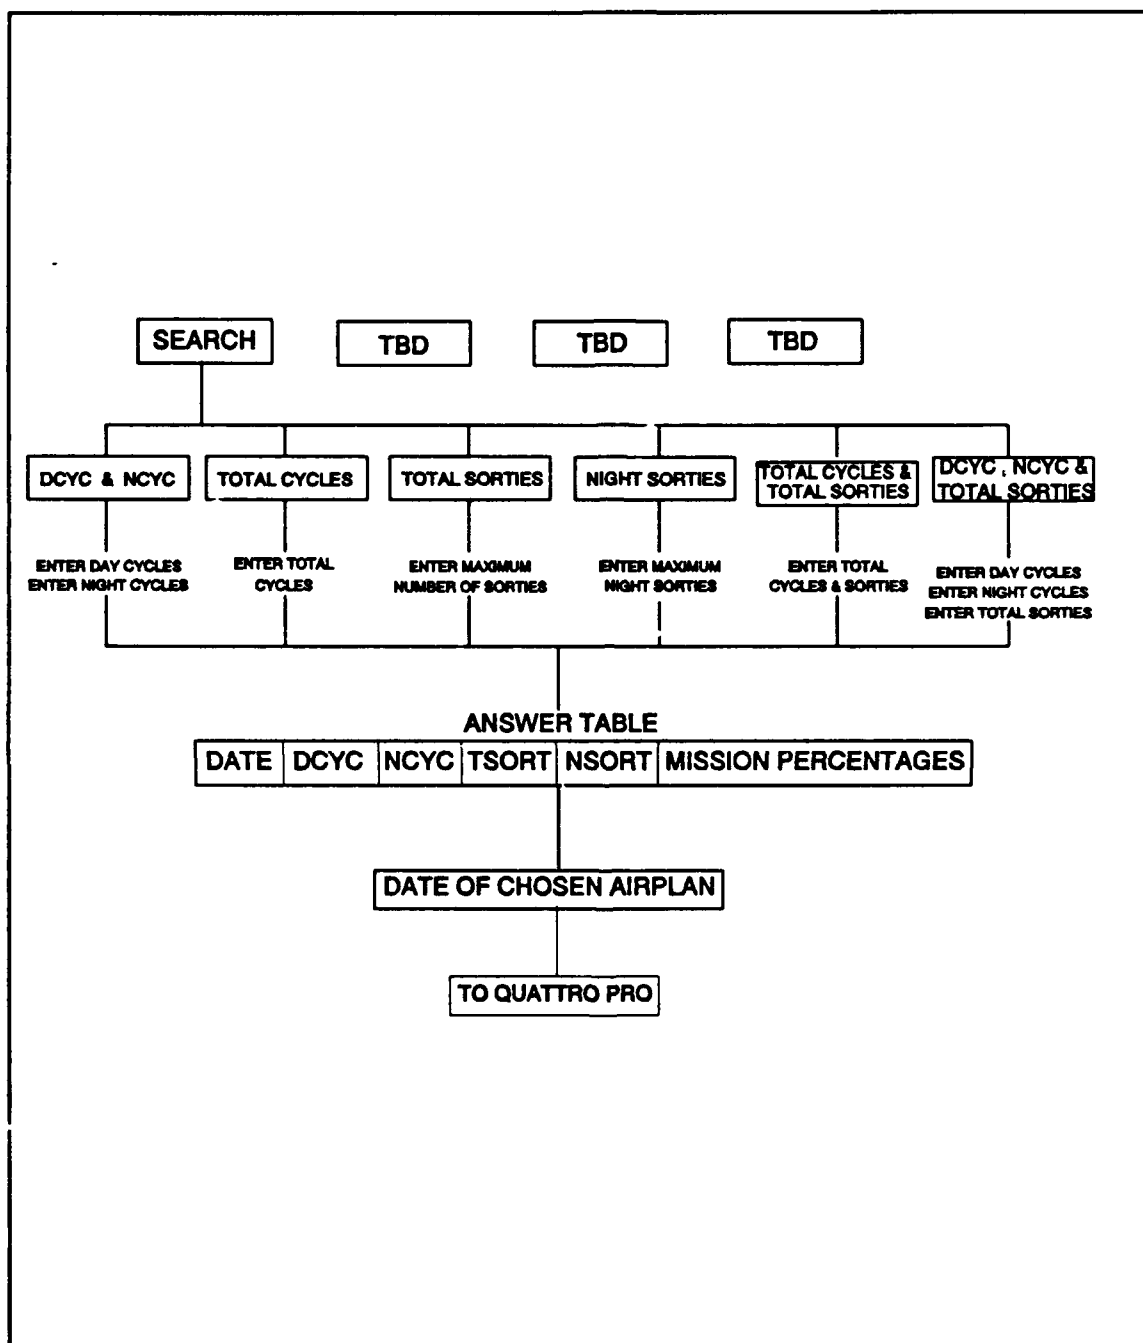 SEARCH
TBD
TBD
TBD
DCYC & NCYC
TOTAL CYCLES
TOTAL SORTIES
NIGHT SORTIES
TOTAL CYCLES &
TOTAL SORTIES
DCYC , NCYC &
TOTAL SORTIES
ENTER DAY CYCLES
ENTER NIGHT CYCLES
ENTER TOTAL
CYCLES
ENTER MAXIMUM
NUMBER OF SORTIES
ENTER MAXIMUM
NIGHT SORTIES
ENTER TOTAL
CYCLES & SORTIES
ENTER DAY CYCLES
ENTER NIGHT CYCLES
ENTER TOTAL SORTIES
ANSWER TABLE
DATE DCYC NCYC TSORT NSORT MISSION PERCENTAGES
DATE OF CHOSEN AIRPLAN
TO QUATTRO PRO